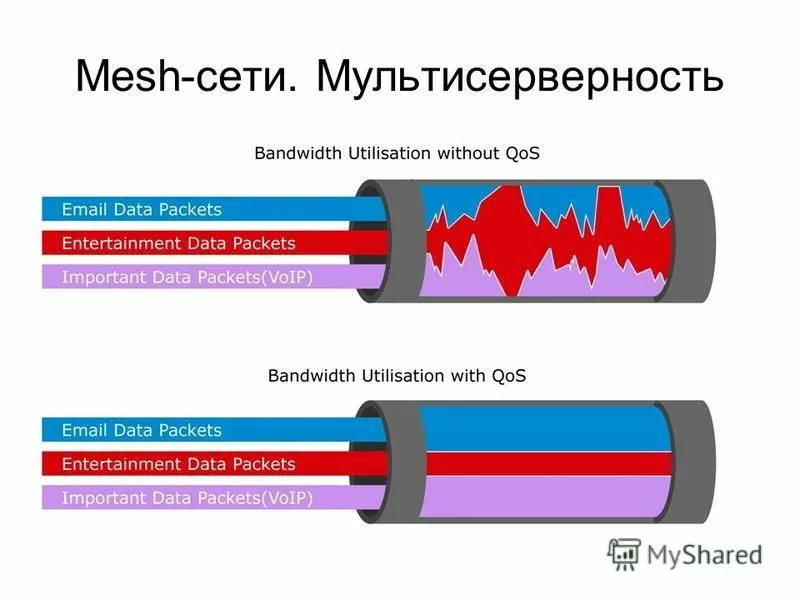 Mesh-сети. Мультисерверность
Bandwidth Utilisation without QoS
Email Data Packets
Entertainment Data Packets
Important Data Packets(VoIP)
Bandwidth Utilisation with QoS
Email Data Packets
Entertainment Data Packets
Important Data Packets(VoIP)
MyShared